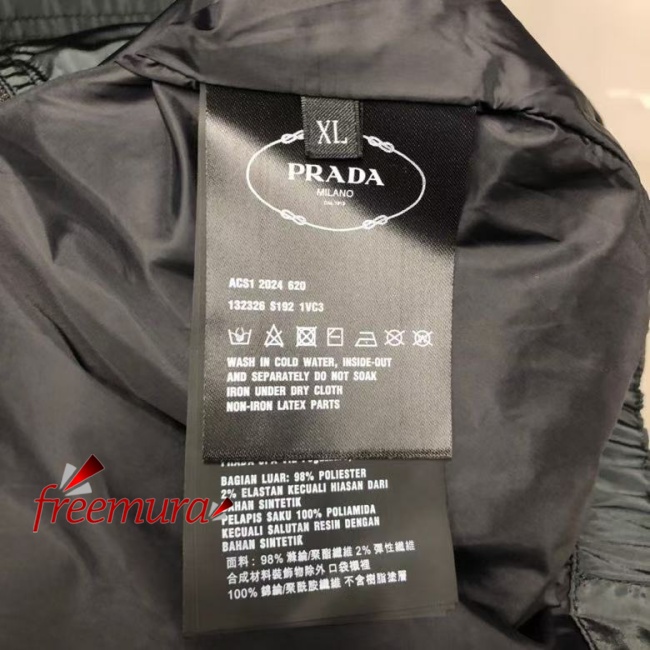 XL
PRADA
MILANO
ACS1 2024 620
132326 S192 1VC3
WASH IN COLD WATER, INSIDE-OUT
AND SEPARATELY DO NOT SOAK
IRON UNDER DRY CLOTH
NON-IRON LATEX PARTS
BAGIAN LUAR: 98% POLIESTER
2% ELASTAN KECUALI HIASAN DARI
BAHAN SINTETIK
PELAPIS SAKU 100% POLIAMIDA
KECUALI SALUTAN RESIN DENGAN
BAHAN SINTETIK
面料: 98% 滌綸/聚酯纖維 2% 彈性纖維
合成材料裝飾物除外 口袋襯裡
100% 錦綸/聚酰胺纖維 不含樹脂塗層
freemura